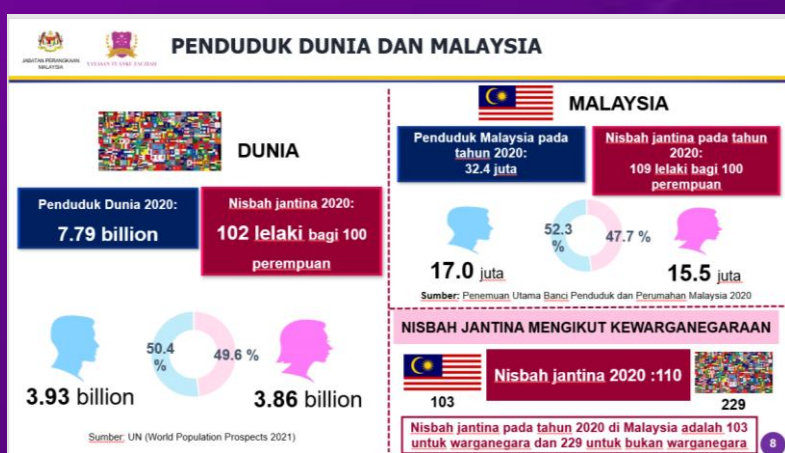 JABATAN PERANGKAAN
MALAYSIA
PENDUDUK DUNIA DAN MALAYSIA
DUNIA
Penduduk Dunia 2020:
7.79 billion
Nisbah jantina 2020:
102 lelaki bagi 100
perempuan
50.4
%
49.6 %
3.93 billion
3.86 billion
Sumber: UN (World Population Prospects 2021)
MALAYSIA
Penduduk Malaysia pada
tahun 2020:
32.4 juta
Nisbah jantina pada tahun
2020:
109 lelaki bagi 100
perempuan
52.3
%
47.7 %
17.0 juta
15.5 juta
Sumber: Penemuan Utama Banci Penduduk dan Perumahan Malaysia 2020
NISBAH JANTINA MENGIKUT KEWARGANEGARAAN
103
Nisbah jantina 2020 :110
229
Nisbah jantina pada tahun 2020 di Malaysia adalah 103
untuk warganegara dan 229 untuk bukan warganegara
8